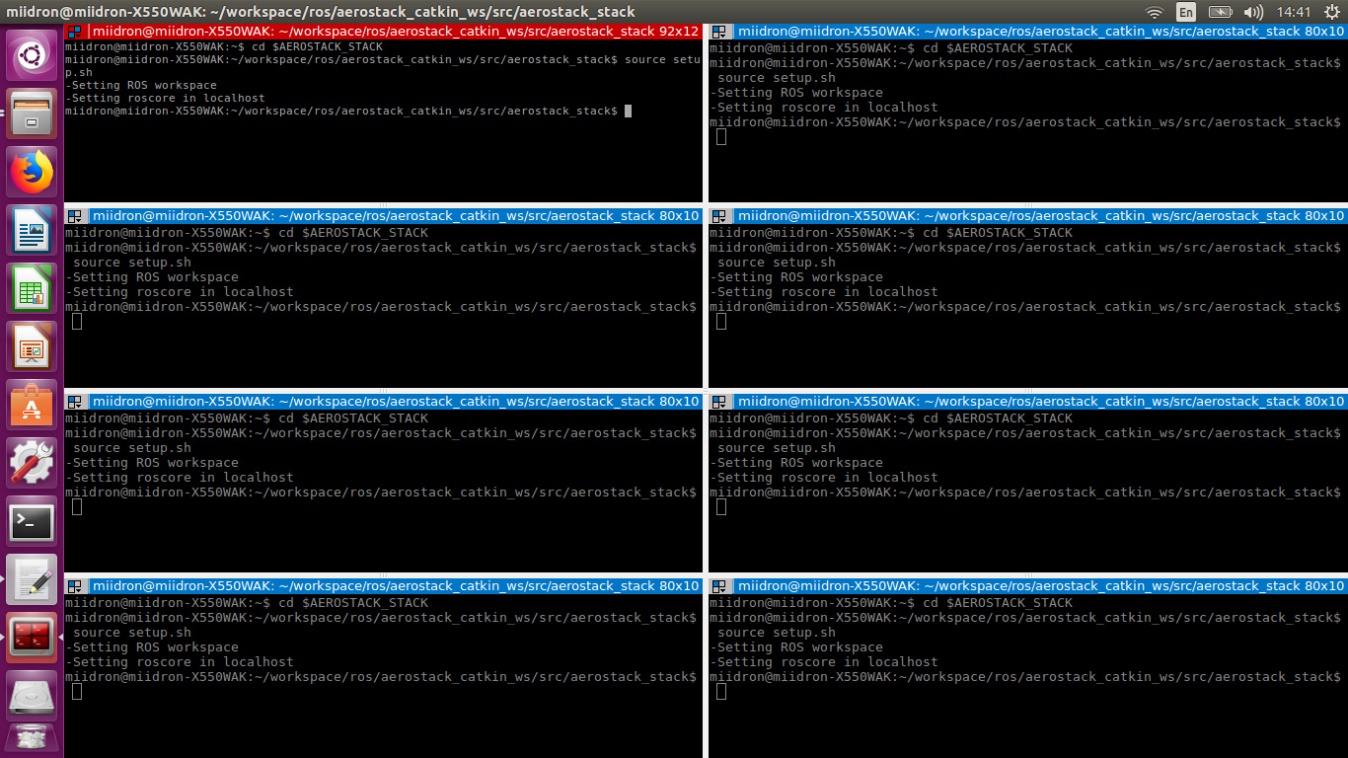 miidron@miidron-X550WAK: ~/workspace/ros/aerostack_catkin_ws/src/aerostack_stack
En
14:41
miidron@miidron-X550WAK: ~/workspace/ros/aerostack_catkin_ws/src/aerostack_stack 92x12
miidron@miidron-X550WAK:~$ cd $AEROSTACK_STACK
miidron@miidron-X550WAK:~/workspace/ros/aerostack_catkin_ws/src/aerostack_stack$ source setu
p.sh
-Setting ROS workspace
-Setting roscore in localhost
miidron@miidron-X550WAK:~/workspace/ros/aerostack_catkin_ws/src/aerostack_stack$
miidron@miidron-X550WAK: ~/workspace/ros/aerostack_catkin_ws/src/aerostack_stack 80x10
miidron@miidron-X550WAK:~$ cd $AEROSTACK_STACK
miidron@miidron-X550WAK:~/workspace/ros/aerostack_catkin_ws/src/aerostack_stack$
source setup.sh
-Setting ROS workspace
-Setting roscore in localhost
miidron@miidron-X550WAK:~/workspace/ros/aerostack_catkin_ws/src/aerostack_stack$
miidron@miidron-X550WAK: ~/workspace/ros/aerostack_catkin_ws/src/aerostack_stack 80x10
miidron@miidron-X550WAK:~$ cd $AEROSTACK_STACK
miidron@miidron-X550WAK:~/workspace/ros/aerostack_catkin_ws/src/aerostack_stack$
source setup.sh
-Setting ROS workspace
-Setting roscore in localhost
miidron@miidron-X550WAK:~/workspace/ros/aerostack_catkin_ws/src/aerostack_stack$
miidron@miidron-X550WAK: ~/workspace/ros/aerostack_catkin_ws/src/aerostack_stack 80x10
miidron@miidron-X550WAK:~$ cd $AEROSTACK_STACK
miidron@miidron-X550WAK:~/workspace/ros/aerostack_catkin_ws/src/aerostack_stack$
source setup.sh
-Setting ROS workspace
-Setting roscore in localhost
miidron@miidron-X550WAK:~/workspace/ros/aerostack_catkin_ws/src/aerostack_stack$
miidron@miidron-X550WAK: ~/workspace/ros/aerostack_catkin_ws/src/aerostack_stack 80x10
miidron@miidron-X550WAK:~$ cd $AEROSTACK_STACK
miidron@miidron-X550WAK:~/workspace/ros/aerostack_catkin_ws/src/aerostack_stack$
source setup.sh
-Setting ROS workspace
-Setting roscore in localhost
miidron@miidron-X550WAK:~/workspace/ros/aerostack_catkin_ws/src/aerostack_stack$
miidron@miidron-X550WAK: ~/workspace/ros/aerostack_catkin_ws/src/aerostack_stack 80x10
miidron@miidron-X550WAK:~$ cd $AEROSTACK_STACK
miidron@miidron-X550WAK:~/workspace/ros/aerostack_catkin_ws/src/aerostack_stack$
source setup.sh
-Setting ROS workspace
-Setting roscore in localhost
miidron@miidron-X550WAK:~/workspace/ros/aerostack_catkin_ws/src/aerostack_stack$
miidron@miidron-X550WAK: ~/workspace/ros/aerostack_catkin_ws/src/aerostack_stack 80x10
miidron@miidron-X550WAK:~$ cd $AEROSTACK_STACK
miidron@miidron-X550WAK:~/workspace/ros/aerostack_catkin_ws/src/aerostack_stack$
source setup.sh
-Setting ROS workspace
-Setting roscore in localhost
miidron@miidron-X550WAK:~/workspace/ros/aerostack_catkin_ws/src/aerostack_stack$
miidron@miidron-X550WAK: ~/workspace/ros/aerostack_catkin_ws/src/aerostack_stack 80x10
miidron@miidron-X550WAK:~$ cd $AEROSTACK_STACK
miidron@miidron-X550WAK:~/workspace/ros/aerostack_catkin_ws/src/aerostack_stack$
source setup.sh
-Setting ROS workspace
-Setting roscore in localhost
miidron@miidron-X550WAK:~/workspace/ros/aerostack_catkin_ws/src/aerostack_stack$